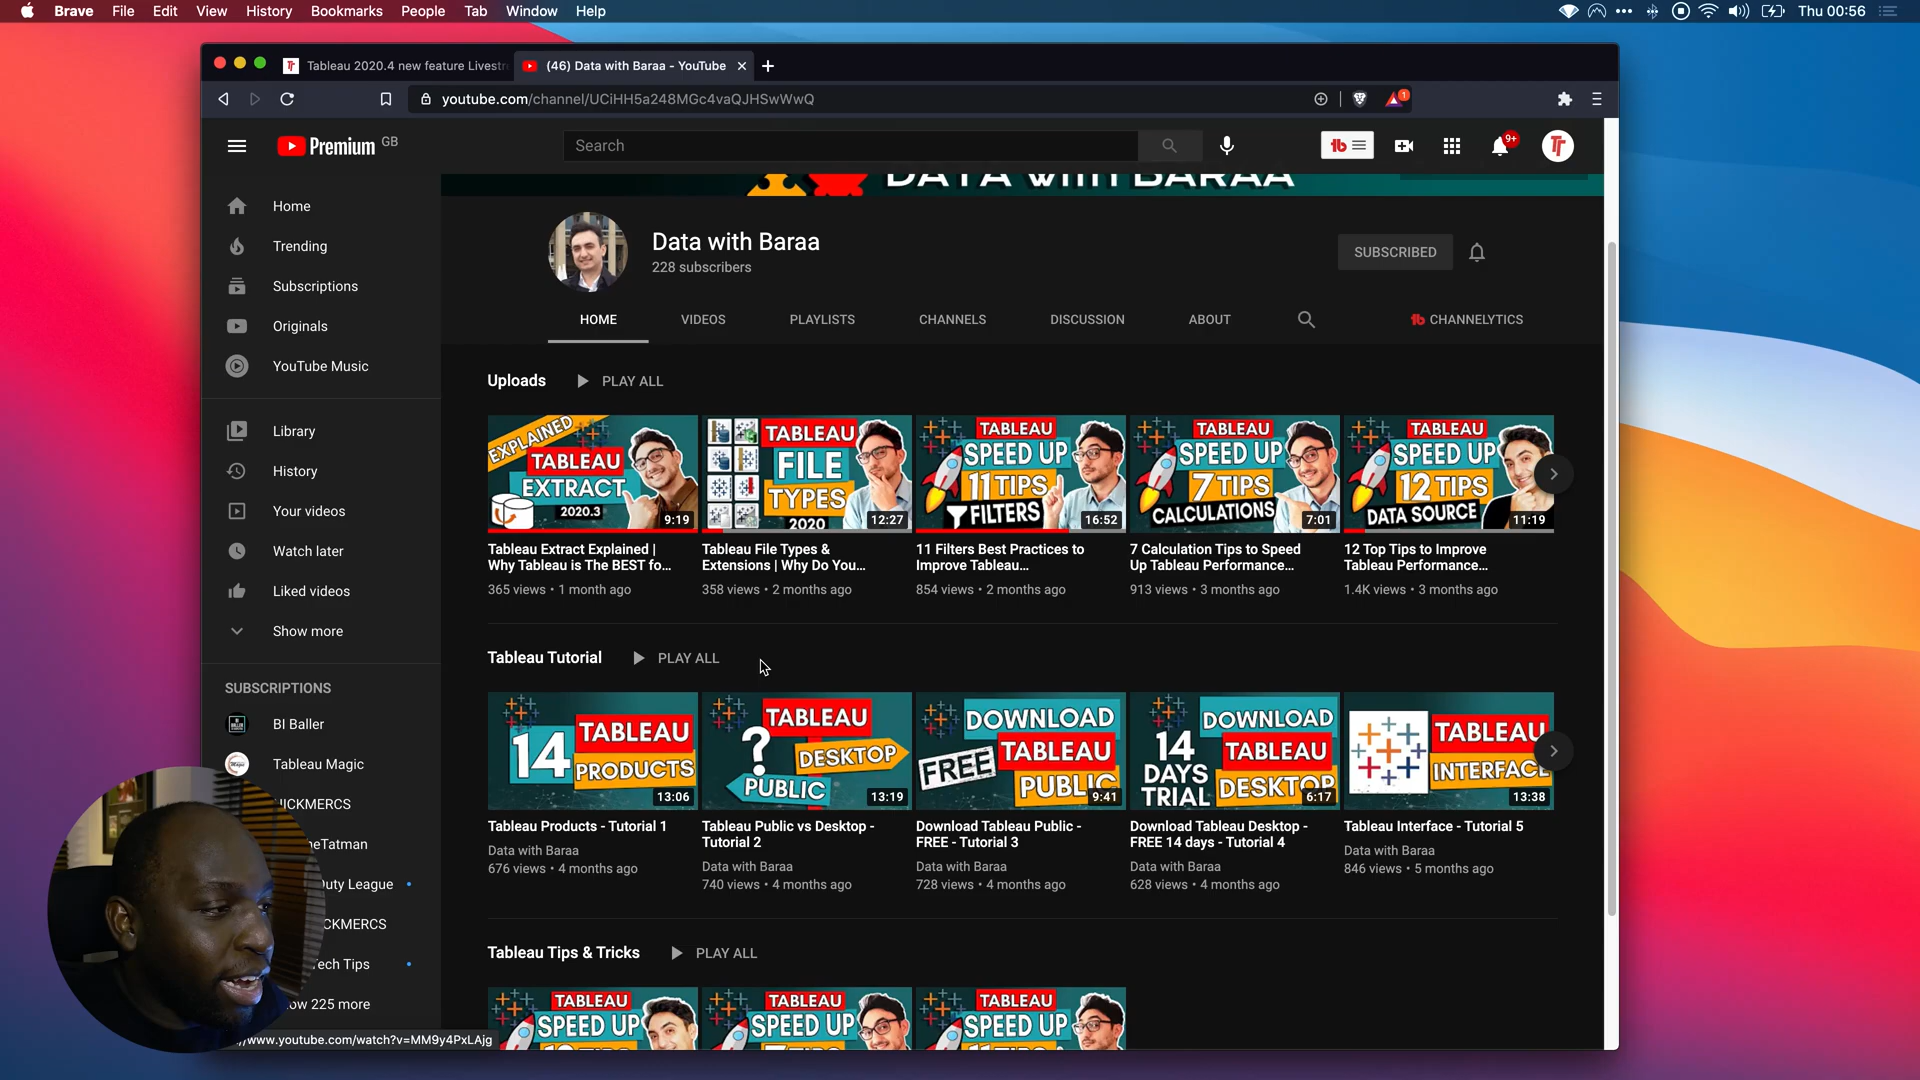 Brave File Edit View History Bookmarks People Tab Window Help Thu 00:56
Tableau 2020.4 new feature Livestr (46) Data with Baraa - YouTube
youtube.com/channel/UCiHH5a248MGc4vaQJHSwWwQ 1
Premium GB Search 9+
DATA WITH BARAA
Home
Trending
Subscriptions
Originals
YouTube Music
Library
History
Your videos
Watch later
Liked videos
Show more
SUBSCRIPTIONS
BI Baller
Tableau Magic
IICKMERCS
heTatman
Duty League
CKMERCS
Tech Tips
ow 225 more
/www.youtube.com/watch?v=MM9y4PxLAjg
Data with Baraa
228 subscribers
SUBSCRIBED
HOME VIDEOS PLAYLISTS CHANNELS DISCUSSION ABOUT CHANNELYTICS
Uploads PLAY ALL
EXPLAINED
TABLEAU
EXTRACT
2020.3
9:19
TABLEAU
FILE
TYPES
2020
12:27
TABLEAU
SPEED UP
11 TIPS
FILTERS
16:52
TABLEAU
SPEED UP
7 TIPS
CALCULATIONS
7:01
TABLEAU
SPEED UP
12 TIPS
DATA SOURCE
11:19
Tableau Extract Explained |
Why Tableau is The BEST fo...
365 views • 1 month ago
Tableau File Types &
Extensions | Why Do You...
358 views • 2 months ago
11 Filters Best Practices to
Improve Tableau...
854 views • 2 months ago
7 Calculation Tips to Speed
Up Tableau Performance...
913 views • 3 months ago
12 Top Tips to Improve
Tableau Performance...
1.4K views • 3 months ago
Tableau Tutorial PLAY ALL
14 TABLEAU
PRODUCTS
13:06
TABLEAU
? DESKTOP
PUBLIC
13:19
DOWNLOAD
FREE TABLEAU
PUBLIC
9:41
DOWNLOAD
14 TABLEAU
DAYS DESKTOP
TRIAL
6:17
TABLEAU
INTERFACE
13:38
Tableau Products - Tutorial 1
Data with Baraa
676 views • 4 months ago
Tableau Public vs Desktop -
Tutorial 2
Data with Baraa
740 views • 4 months ago
Download Tableau Public -
FREE - Tutorial 3
Data with Baraa
728 views • 4 months ago
Download Tableau Desktop -
FREE 14 days - Tutorial 4
Data with Baraa
628 views • 4 months ago
Tableau Interface - Tutorial 5
Data with Baraa
846 views • 5 months ago
Tableau Tips & Tricks PLAY ALL
TABLEAU
SPEED UP
TABLEAU
SPEED UP
TABLEAU
SPEED UP